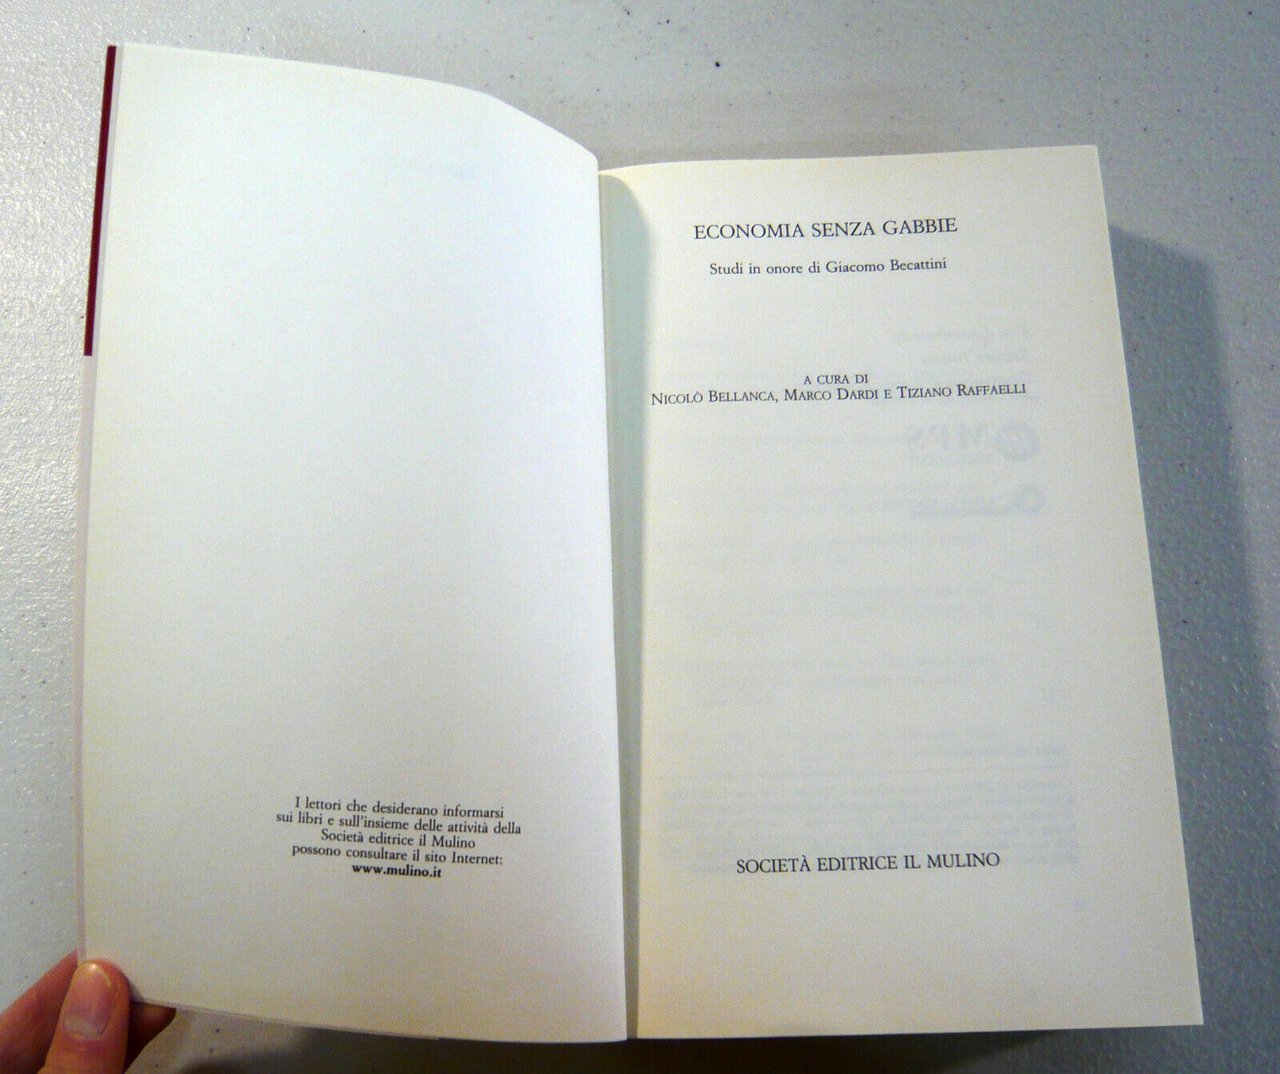 I lettori che desiderano informarsi
sui libri e sull'insieme delle attività della
Società editrice il Mulino
possono consultare il sito Internet:
www.mulino.it
ECONOMIA SENZA GABBIE
Studi in onore di Giacomo Becattini
A CURA DI
NICOLÒ BELLANCA, MARCO DARDI E TIZIANO RAFFAELLI
SOCIETÀ EDITRICE IL MULINO